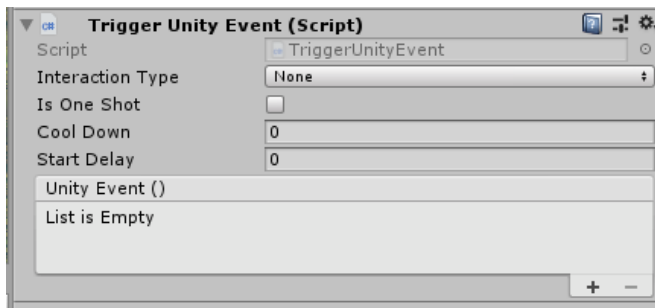 Trigger Unity Event (Script)
Script TriggerUnityEvent
Interaction Type None
Is One Shot
Cool Down 0
Start Delay 0
Unity Event ()
List is Empty
+ −